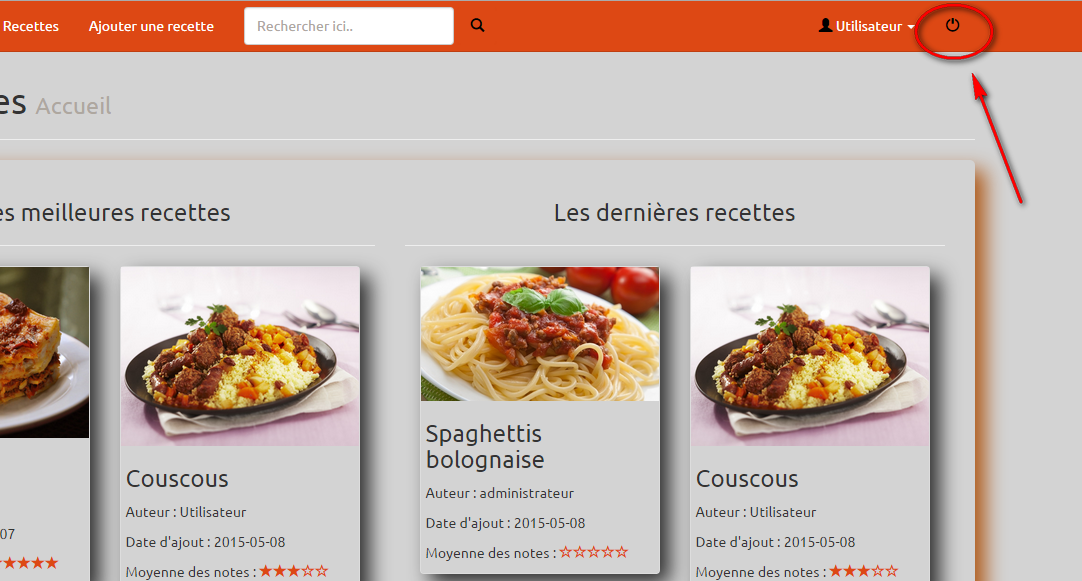 Recettes Ajouter une recette Rechercher ici.. Utilisateur
es Accueil
es meilleures recettes
Les dernières recettes
07
Couscous
Auteur : Utilisateur
Date d'ajout : 2015-05-08
Moyenne des notes : ★★★☆☆
Spaghettis
bolognaise
Auteur : administrateur
Date d'ajout : 2015-05-08
Moyenne des notes : ☆☆☆☆☆
Couscous
Auteur : Utilisateur
Date d'ajout : 2015-05-08
Moyenne des notes : ★★★☆☆